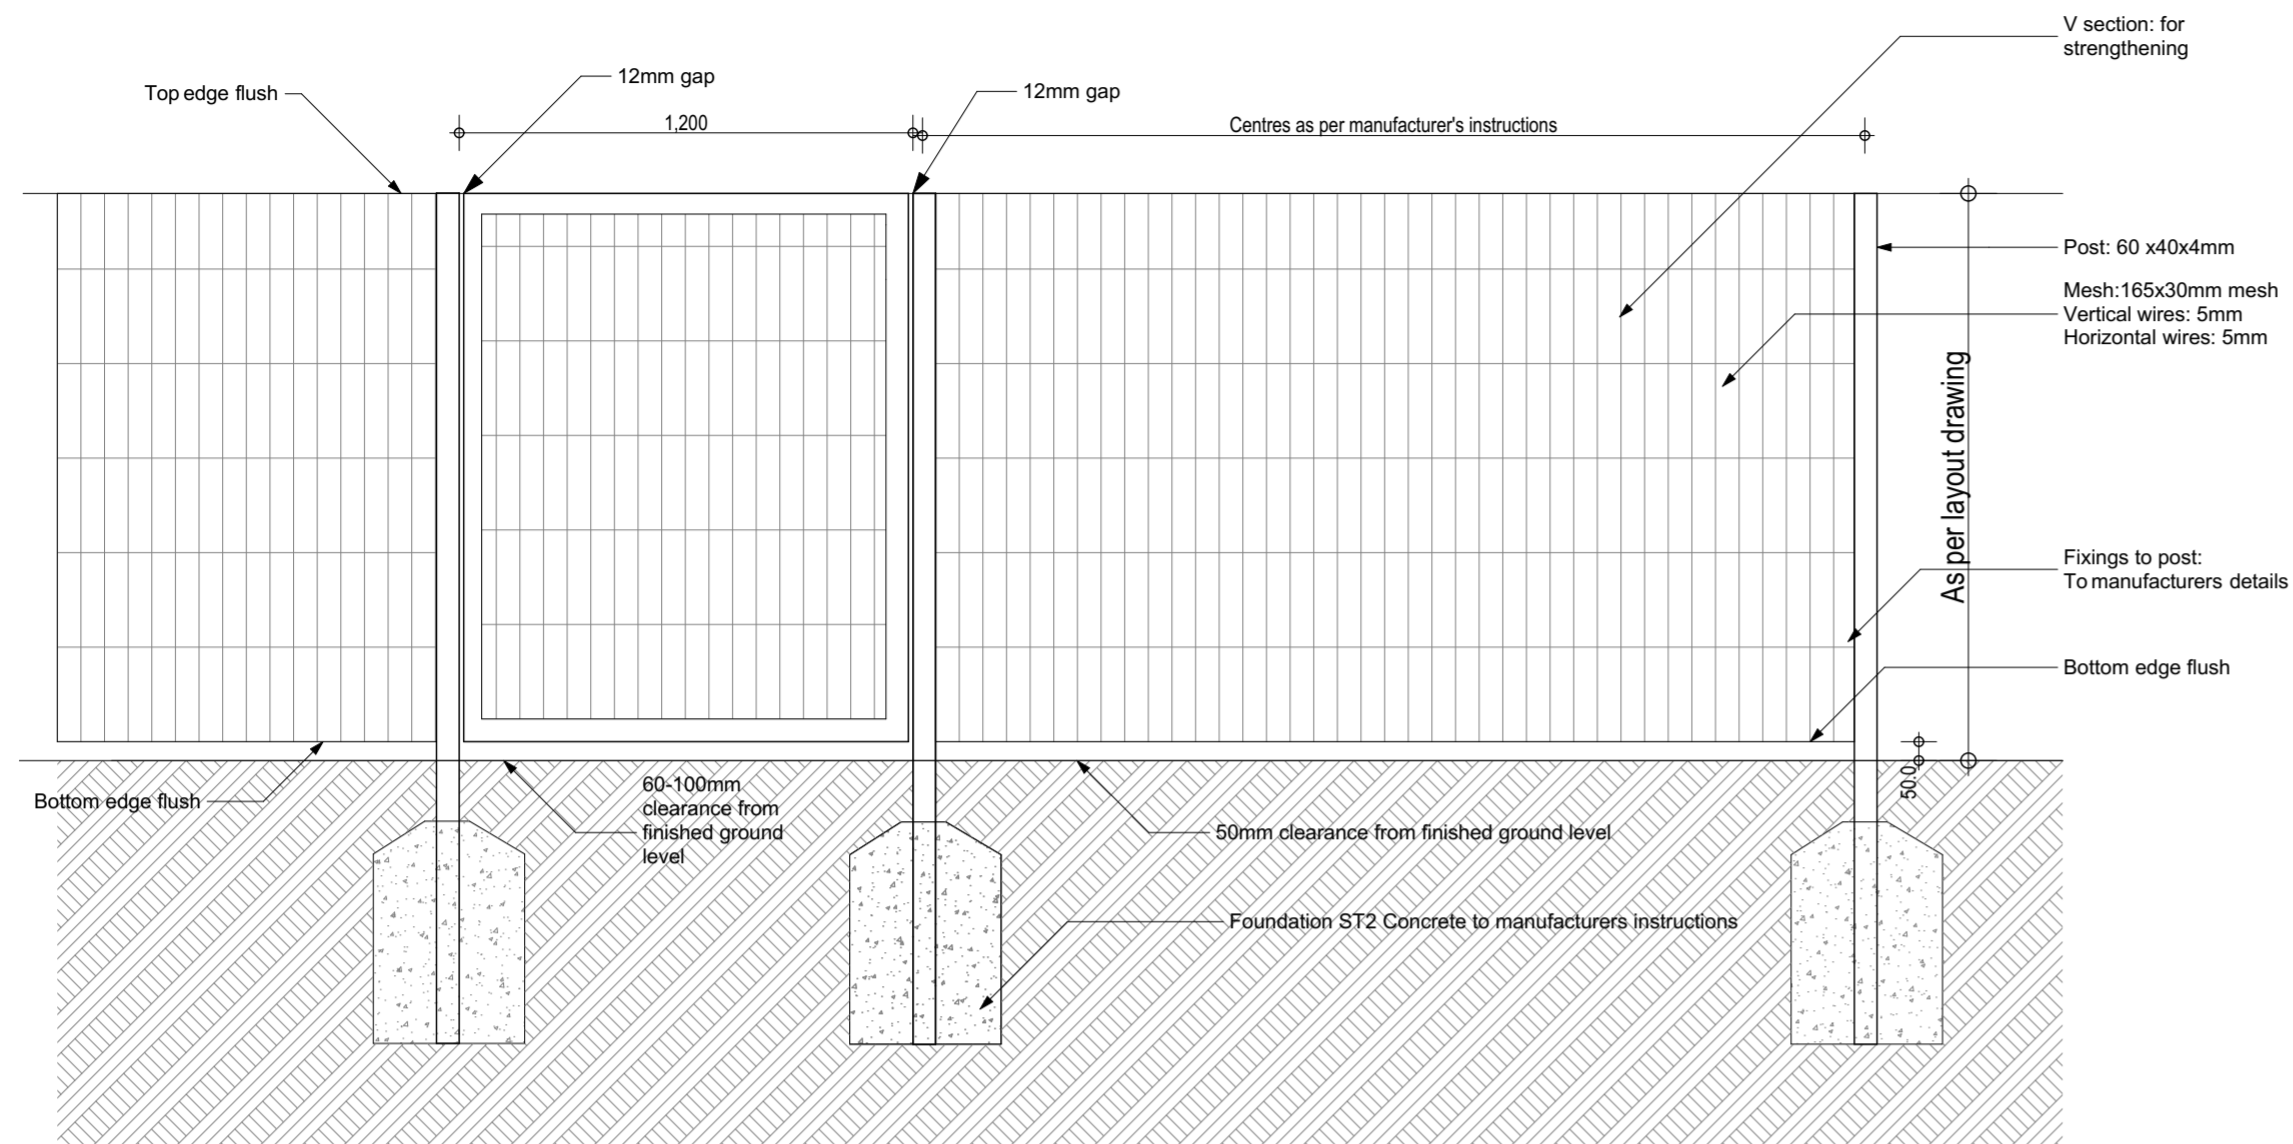 V section: for
strengthening
12mm gap
Top edge flush
12mm gap
1,200
Centres as per manufacturer's instructions
Post: 60 x40x4mm
Mesh:165x30mm mesh
Vertical wires: 5mm
Horizontal wires: 5mm
As per layout drawing
Fixings to post:
To manufacturers details
Bottom edge flush
50.0
Bottom edge flush
60-100mm
clearance from
finished ground
level
50mm clearance from finished ground level
Foundation ST2 Concrete to manufacturers instructions